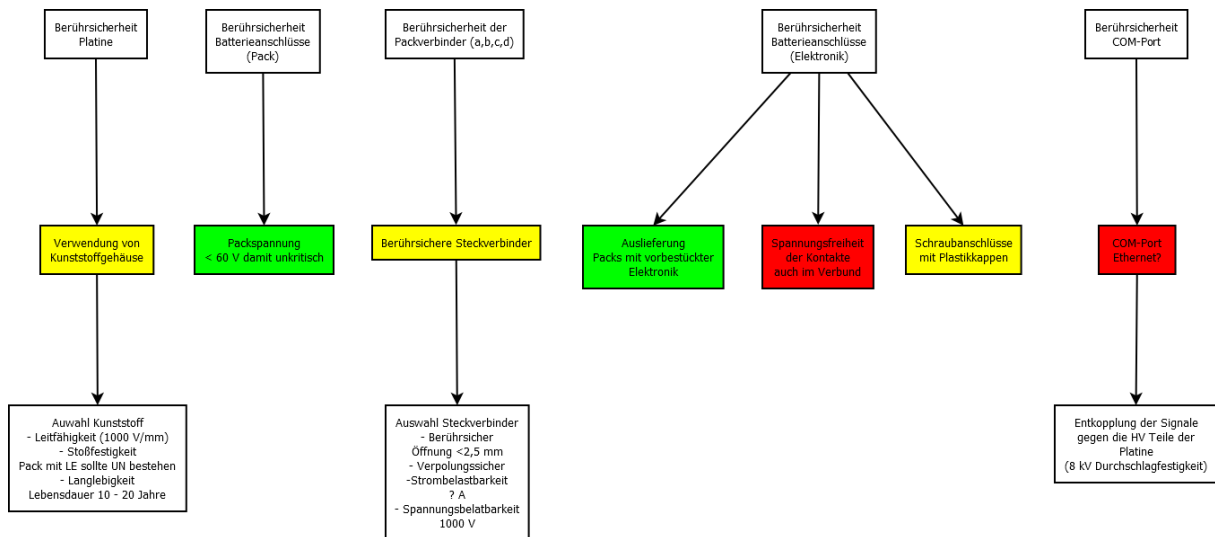 Berührsicherheit
Platine
Berührsicherheit
Batterieanschlüsse
(Pack)
Berührsicherheit der
Packverbinder (a,b,c,d)
Berührsicherheit
Batterieanschlüsse
(Elektronik)
Berührsicherheit
COM-Port
Verwendung von
Kunststoffgehäuse
Packspannung
< 60 V damit unkritisch
Berührsichere Steckverbinder
Auslieferung
Packs mit vorbestückter
Elektronik
Spannungsfreiheit
der Kontakte
auch im Verbund
Schraubanschlüsse
mit Plastikkappen
COM-Port
Ethernet?
Auwahl Kunststoff
- Leitfähigkeit (1000 V/mm)
- Stoßfestigkeit
Pack mit LE sollte UN bestehen
- Langlebigkeit
Lebensdauer 10 - 20 Jahre
Auswahl Steckverbinder
- Berührsicher
Öffnung <2,5 mm
- Verpolungssicher
-Strombelastbarkeit
? A
- Spannungsbelatbarkeit
1000 V
Entkopplung der Signale
gegen die HV Teile der
Platine
(8 kV Durchschlagfestigkeit)